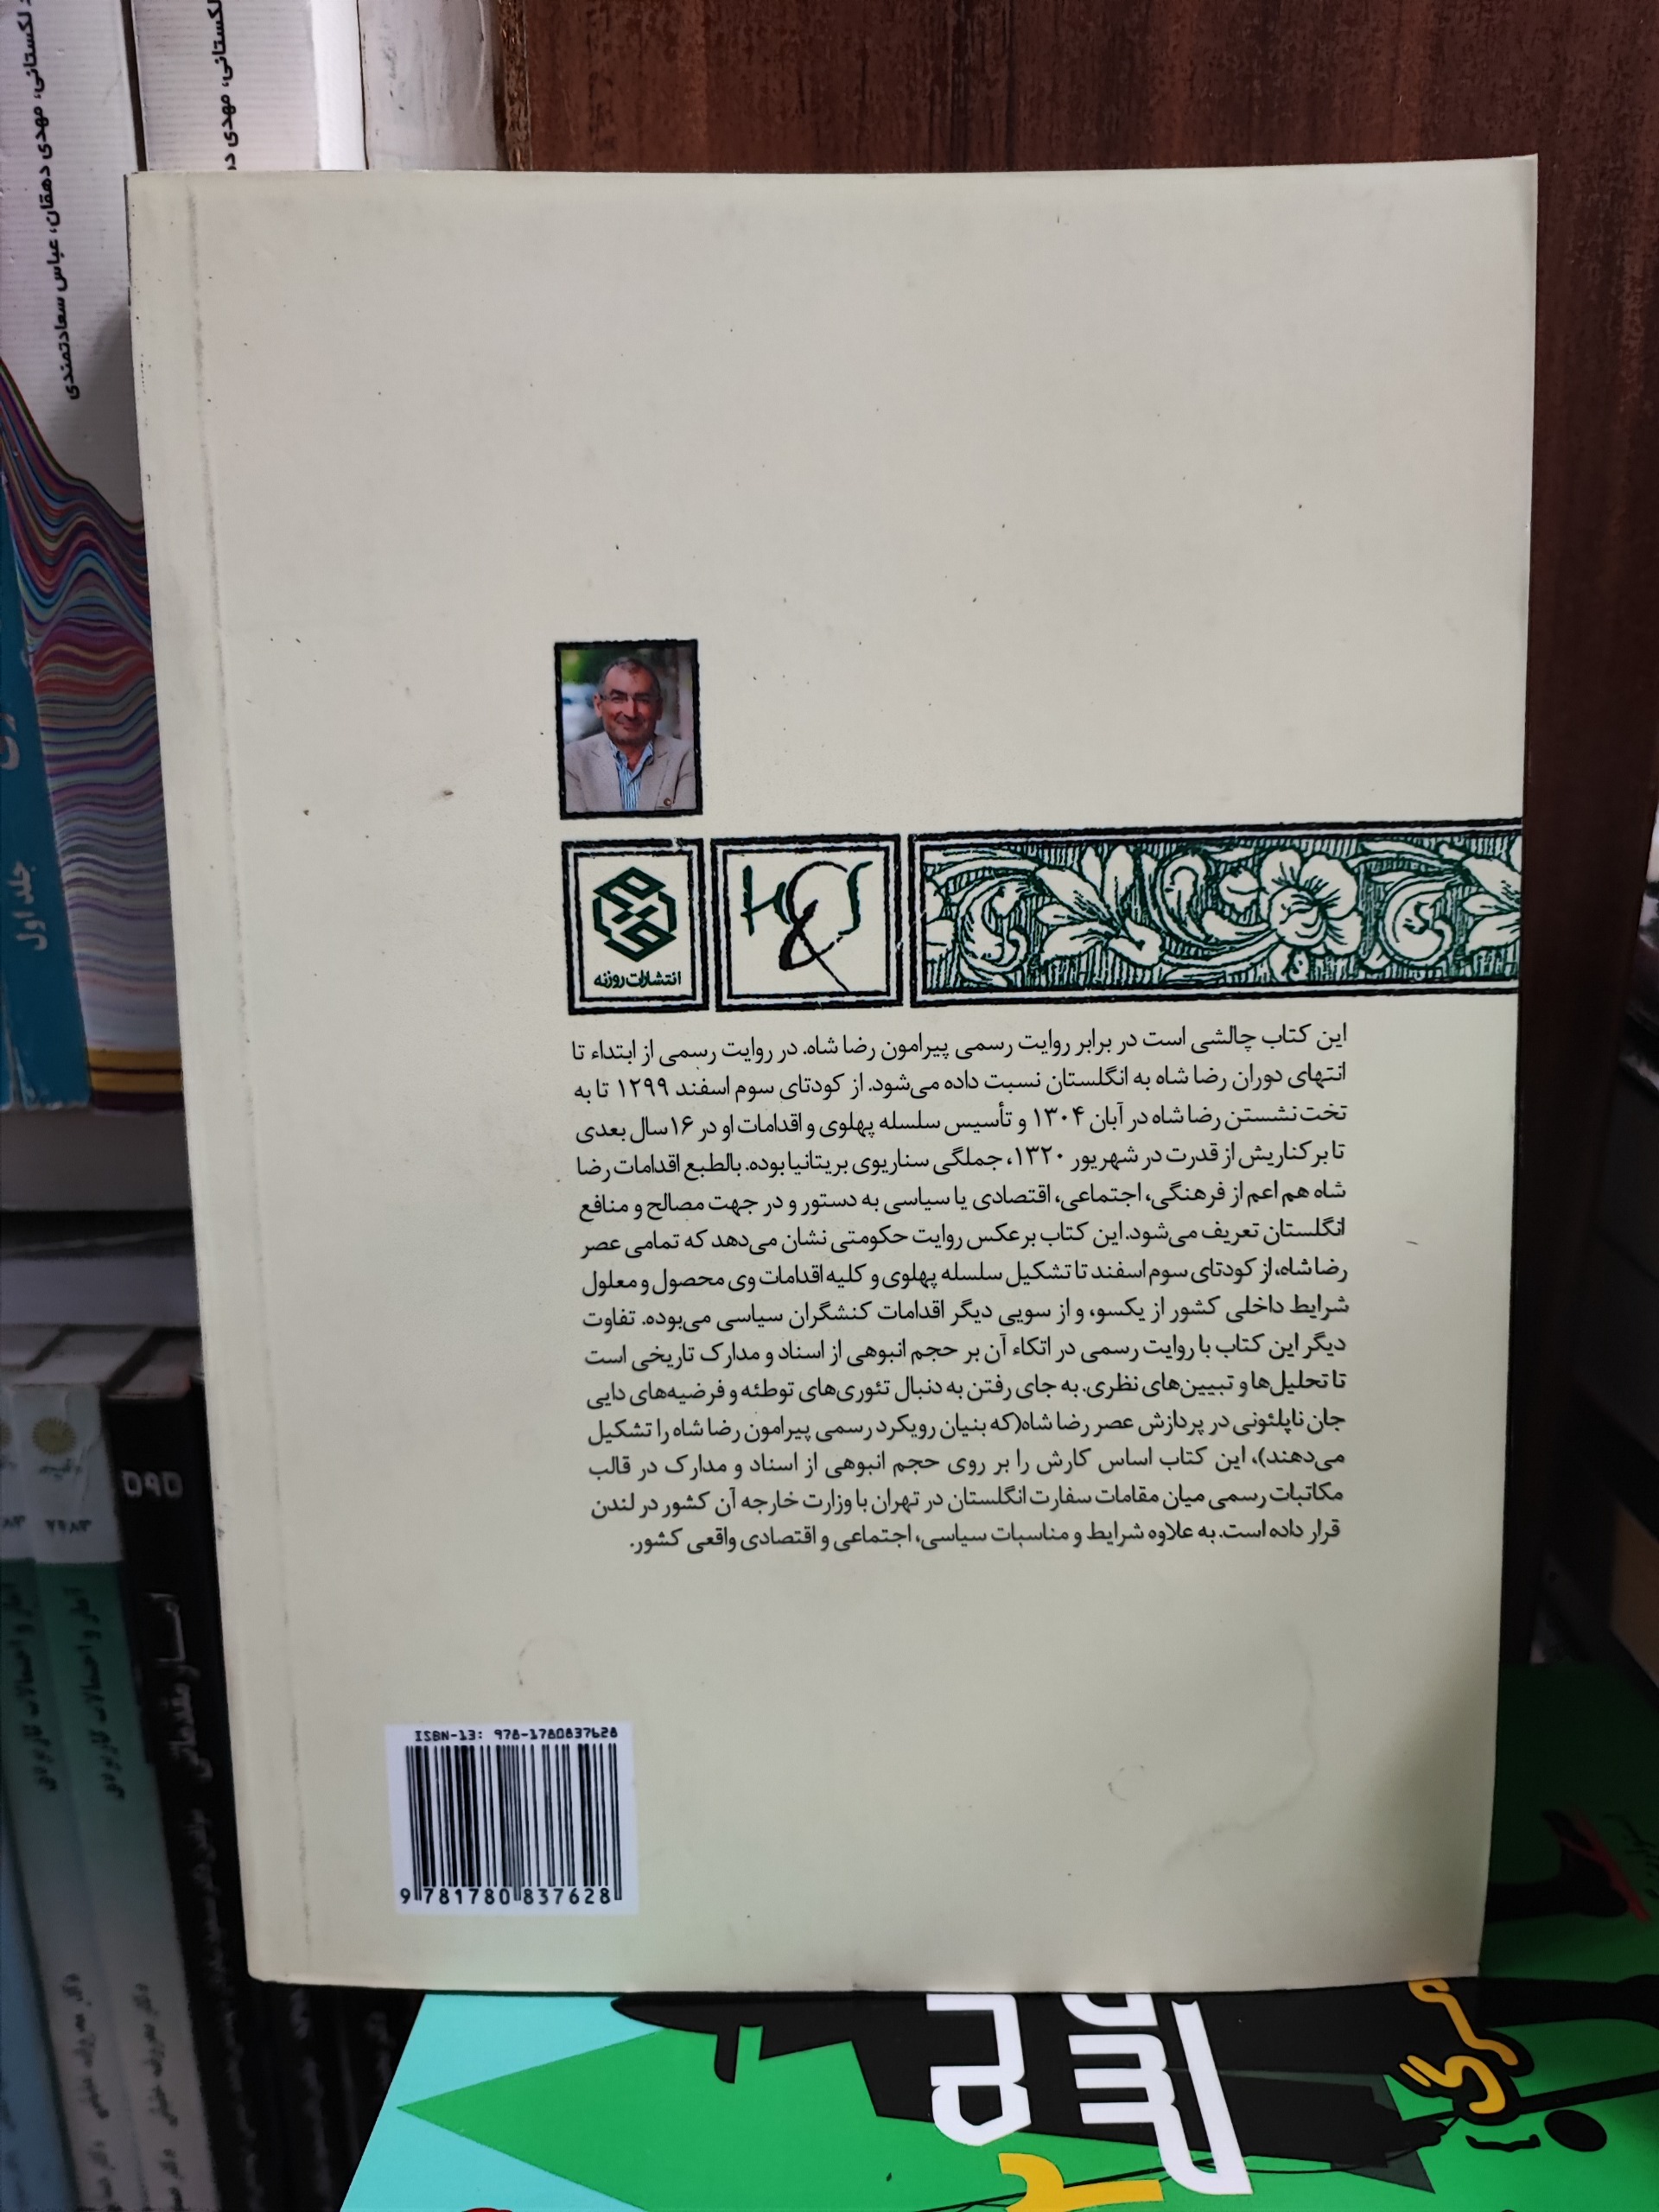 لکستانی، مهدی دهقان، عباس سعادتمندی
لکستانی، مهدی د
جلد اول
انتشارات روزنه
H&S
این کتاب چالشی است در برابر روایت رسمی پیرامون رضا شاه. در روایت رسمی از ابتداء تا
انتهای دوران رضا شاه به انگلستان نسبت داده می‌شود. از کودتای سوم اسفند ۱۲۹۹ تا به
تخت نشستن رضا شاه در آبان ۱۳۰۴ و تأسیس سلسله پهلوی و اقدامات او در ۱۶ سال بعدی
تا برکناریش از قدرت در شهریور ۱۳۲۰، جملگی سناریوی بریتانیا بوده. بالطبع اقدامات رضا
شاه هم اعم از فرهنگی، اجتماعی، اقتصادی یا سیاسی به دستور و در جهت مصالح و منافع
انگلستان تعریف می‌شود. این کتاب برعکس روایت حکومتی نشان می‌دهد که تمامی عصر
رضا شاه، از کودتای سوم اسفند تا تشکیل سلسله پهلوی و کلیه اقدامات وی محصول و معلول
شرایط داخلی کشور از یکسو، و از سویی دیگر اقدامات کنشگران سیاسی می‌بوده. تفاوت
دیگر این کتاب با روایت رسمی در اتکاء آن بر حجم انبوهی از اسناد و مدارک تاریخی است
تا تحلیل‌ها و تبیین‌های نظری. به جای رفتن به دنبال تئوری‌های توطئه و فرضیه‌های دایی
جان ناپلئونی در پردازش عصر رضا شاه(که بنیان رویکرد رسمی پیرامون رضا شاه را تشکیل
می‌دهند)، این کتاب اساس کارش را بر روی حجم انبوهی از اسناد و مدارک در قالب
مکاتبات رسمی میان مقامات سفارت انگلستان در تهران با وزارت خارجه آن کشور در لندن
قرار داده است. به علاوه شرایط و مناسبات سیاسی، اجتماعی و اقتصادی واقعی کشور.
۵۹۵
آمار و احتمالات کاربردی
آمار و احتمالات کاربردی
ISBN-13: 978-1780837628
9 781780 837628
مرگ